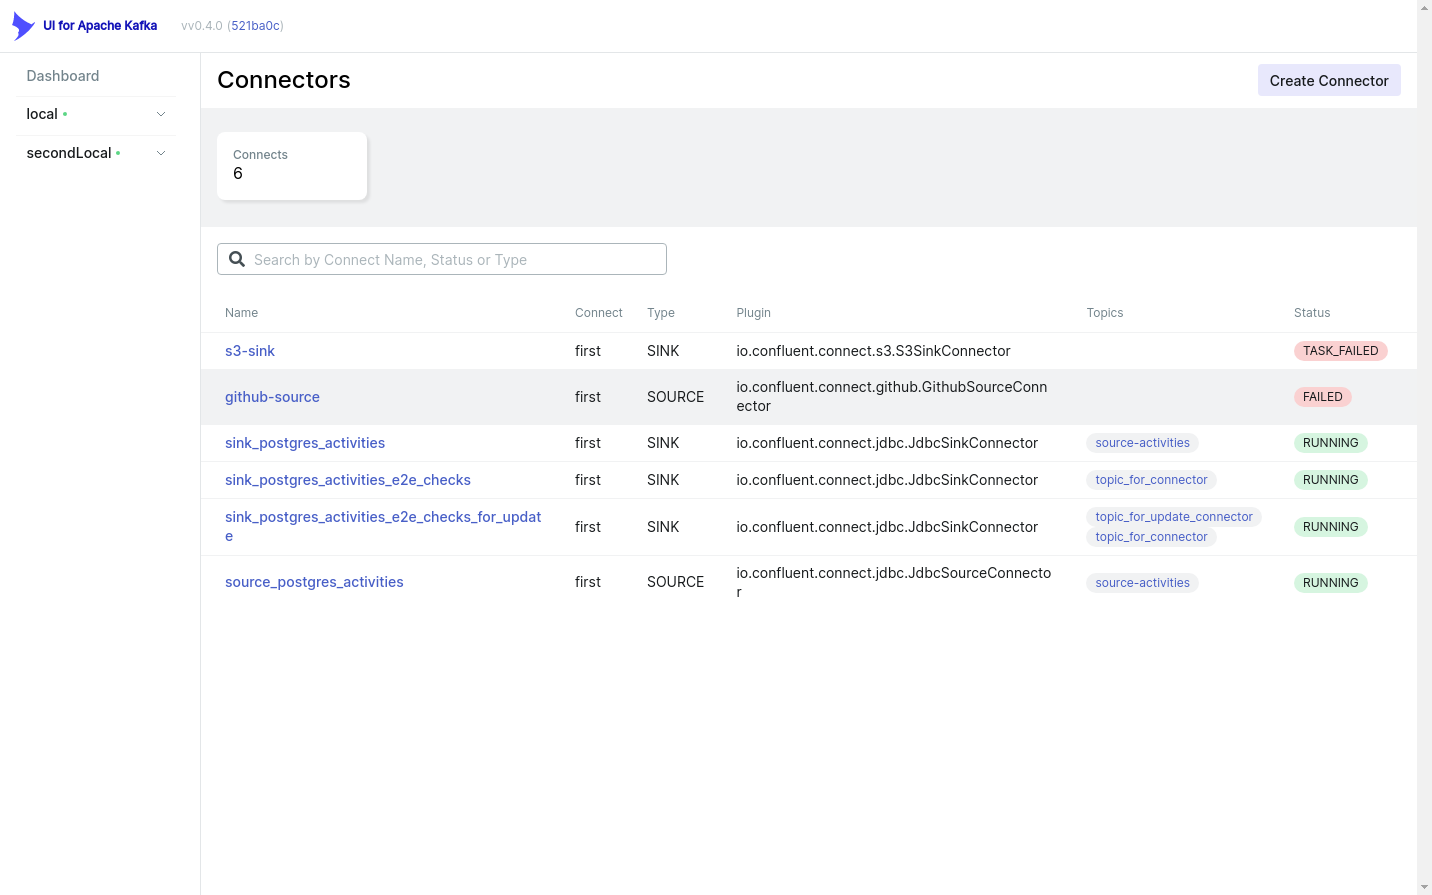 UI for Apache Kafka vv0.4.0 (521ba0c)
Dashboard
local
secondLocal
Connectors
Create Connector
Connects
6
Search by Connect Name, Status or Type
Name Connect Type Plugin Topics Status
s3-sink first SINK io.confluent.connect.s3.S3SinkConnector TASK_FAILED
github-source first SOURCE io.confluent.connect.github.GithubSourceConn
ector FAILED
sink_postgres_activities first SINK io.confluent.connect.jdbc.JdbcSinkConnector source-activities RUNNING
sink_postgres_activities_e2e_checks first SINK io.confluent.connect.jdbc.JdbcSinkConnector topic_for_connector RUNNING
sink_postgres_activities_e2e_checks_for_updat
e first SINK io.confluent.connect.jdbc.JdbcSinkConnector topic_for_update_connector
topic_for_connector RUNNING
source_postgres_activities first SOURCE io.confluent.connect.jdbc.JdbcSourceConnecto
r source-activities RUNNING